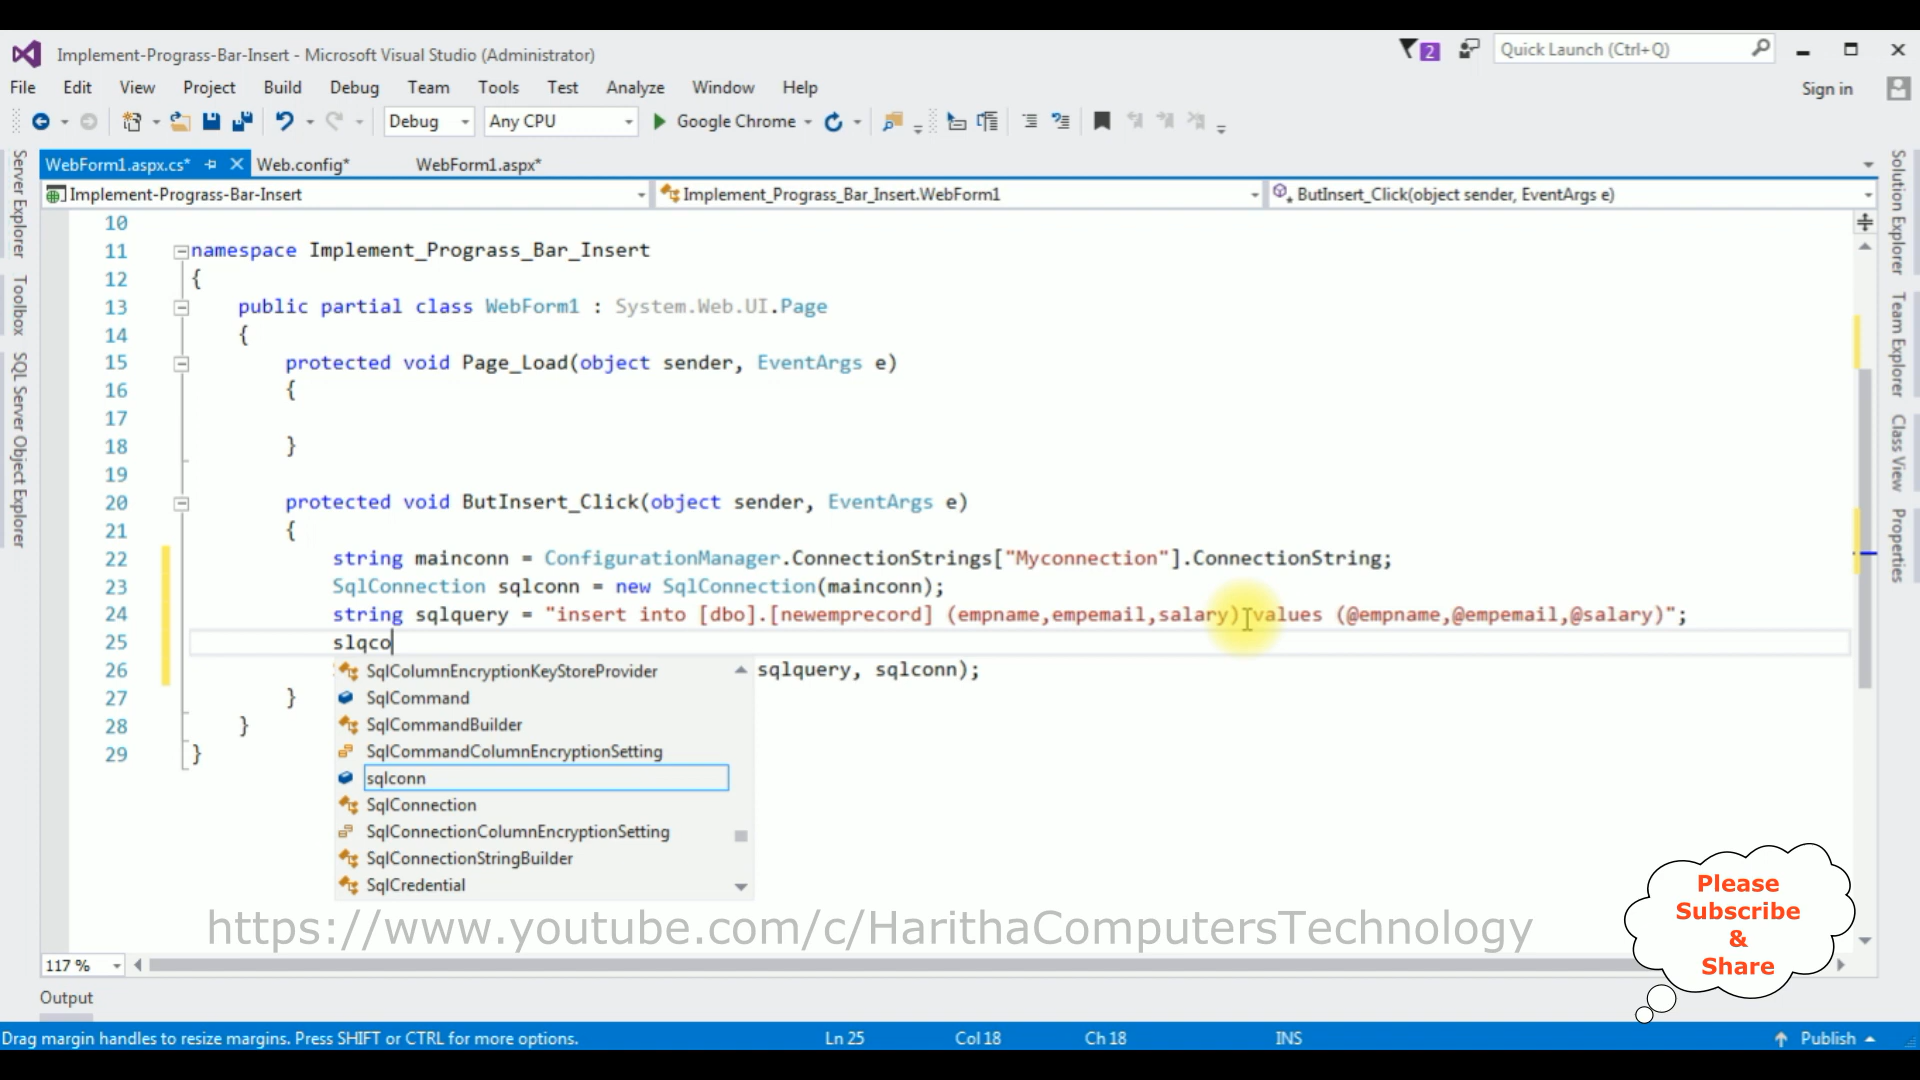 Implement-Prograss-Bar-Insert - Microsoft Visual Studio (Administrator)
2
Quick Launch (Ctrl+Q)
File Edit View Project Build Debug Team Tools Test Analyze Window Help
Sign in
Debug
Any CPU
Google Chrome
WebForm1.aspx.cs*
Web.config*
WebForm1.aspx*
Implement-Prograss-Bar-Insert
Implement_Prograss_Bar_Insert.WebForm1
ButInsert_Click(object sender, EventArgs e)
Server Explorer
Toolbox
SQL Server Object Explorer
Solution Explorer
Team Explorer
Class View
Properties
10
11 namespace Implement_Prograss_Bar_Insert
12 {
13 public partial class WebForm1 : System.Web.UI.Page
14 {
15 protected void Page_Load(object sender, EventArgs e)
16 {
17
18 }
19
20 protected void ButInsert_Click(object sender, EventArgs e)
21 {
22 string mainconn = ConfigurationManager.ConnectionStrings["Myconnection"].ConnectionString;
23 SqlConnection sqlconn = new SqlConnection(mainconn);
24 string sqlquery = "insert into [dbo].[newemprecord] (empname,empemail,salary) values (@empname,@empemail,@salary)";
25 slqco
26 sqlquery, sqlconn);
27 }
28 }
29 }
SqlColumnEncryptionKeyStoreProvider
SqlCommand
SqlCommandBuilder
SqlCommandColumnEncryptionSetting
sqlconn
SqlConnection
SqlConnectionColumnEncryptionSetting
SqlConnectionStringBuilder
SqlCredential
https://www.youtube.com/c/HarithaComputersTechnology
Please
Subscribe
&
Share
117 %
Output
Drag margin handles to resize margins. Press SHIFT or CTRL for more options.
Ln 25
Col 18
Ch 18
INS
Publish